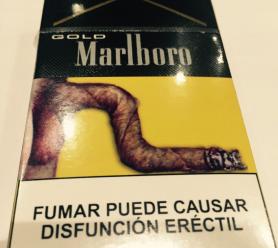 GOLD
Marlboro
FUMAR PUEDE CAUSAR
DISFUNCIÓN ERÉCTIL